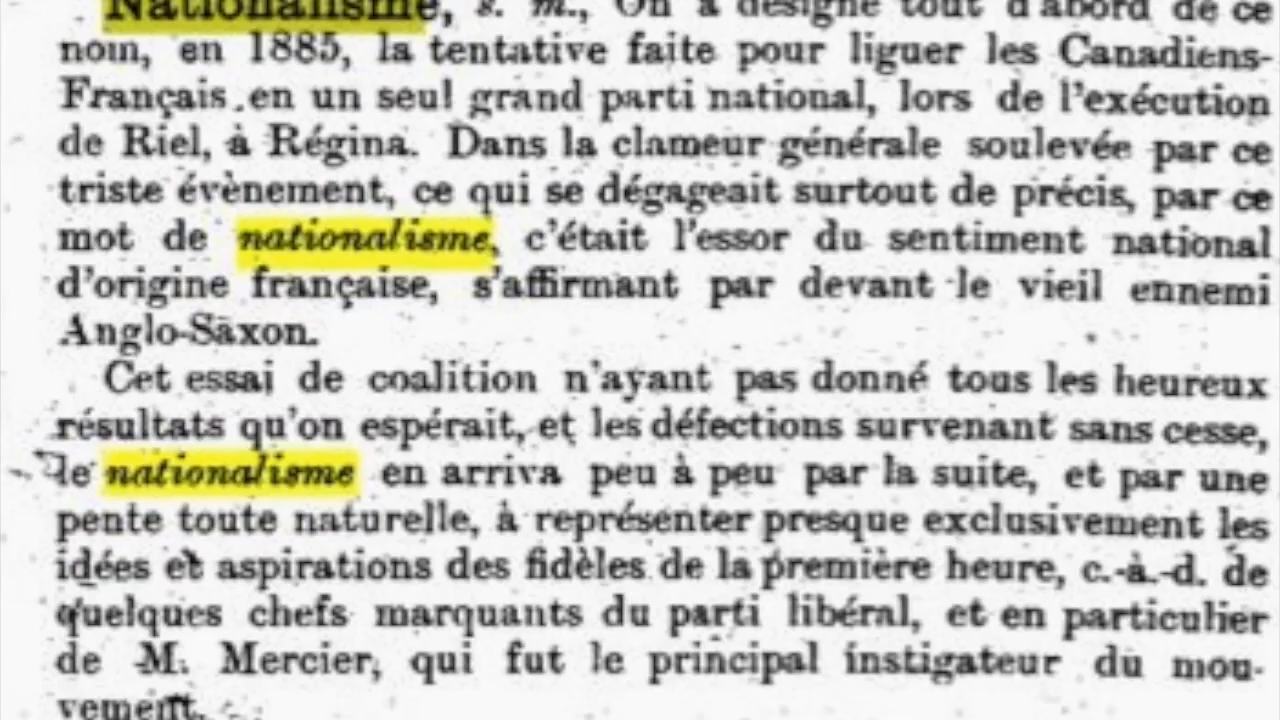 Nationalisme, s. m., On a désigné tout d'abord de ce
nom, en 1885, la tentative faite pour liguer les Canadiens-
Français en un seul grand parti national, lors de l'exécution
de Riel, à Régina. Dans la clameur générale soulevée par ce
triste évènement, ce qui se dégageait surtout de précis, par ce
mot de nationalisme, c'était l'essor du sentiment national
d'origine française, s'affirmant par devant le vieil ennemi
Anglo-Saxon.
Cet essai de coalition n'ayant pas donné tous les heureux
résultats qu'on espérait, et les défections survenant sans cesse,
le nationalisme en arriva peu à peu par la suite, et par une
pente toute naturelle, à représenter presque exclusivement les
idées et aspirations des fidèles de la première heure, c.-à.-d. de
quelques chefs marquants du parti libéral, et en particulier
de M. Mercier, qui fut le principal instigateur du mou-
vement.